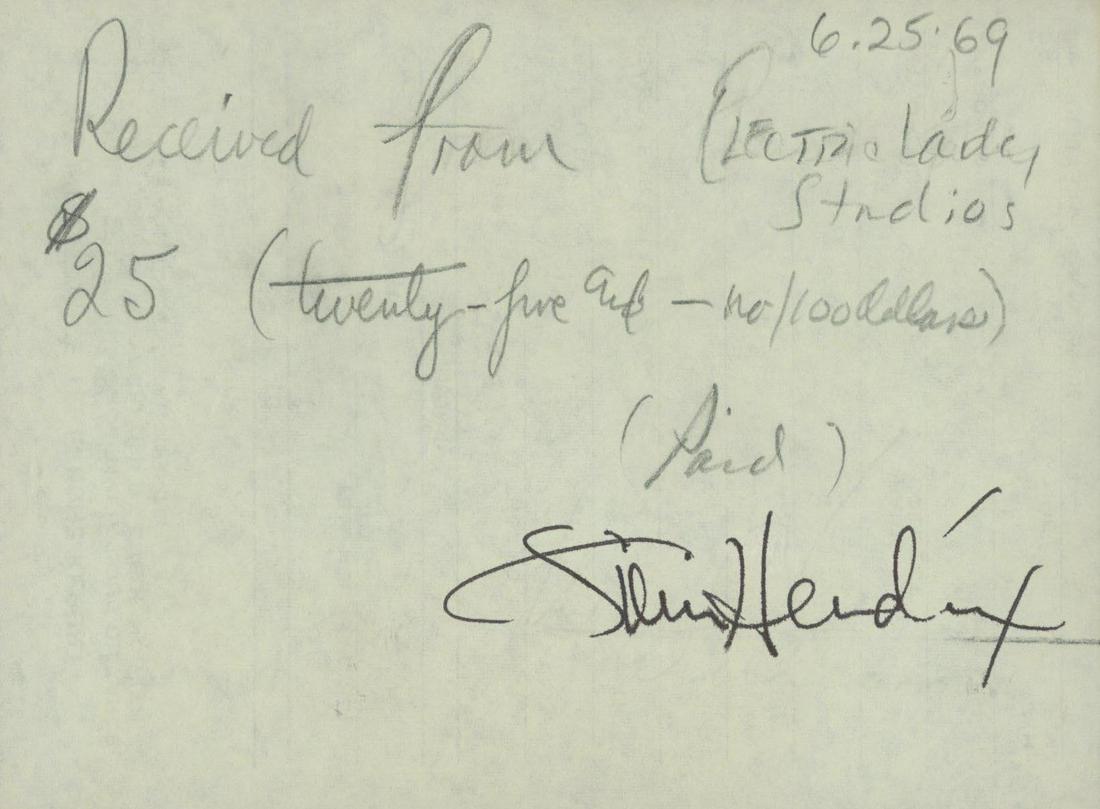 6.25.69
Received from Electric Lady
Studios
$25 (twenty-five and — no/100 dollars)
(Paid)
Jimi Hendrix